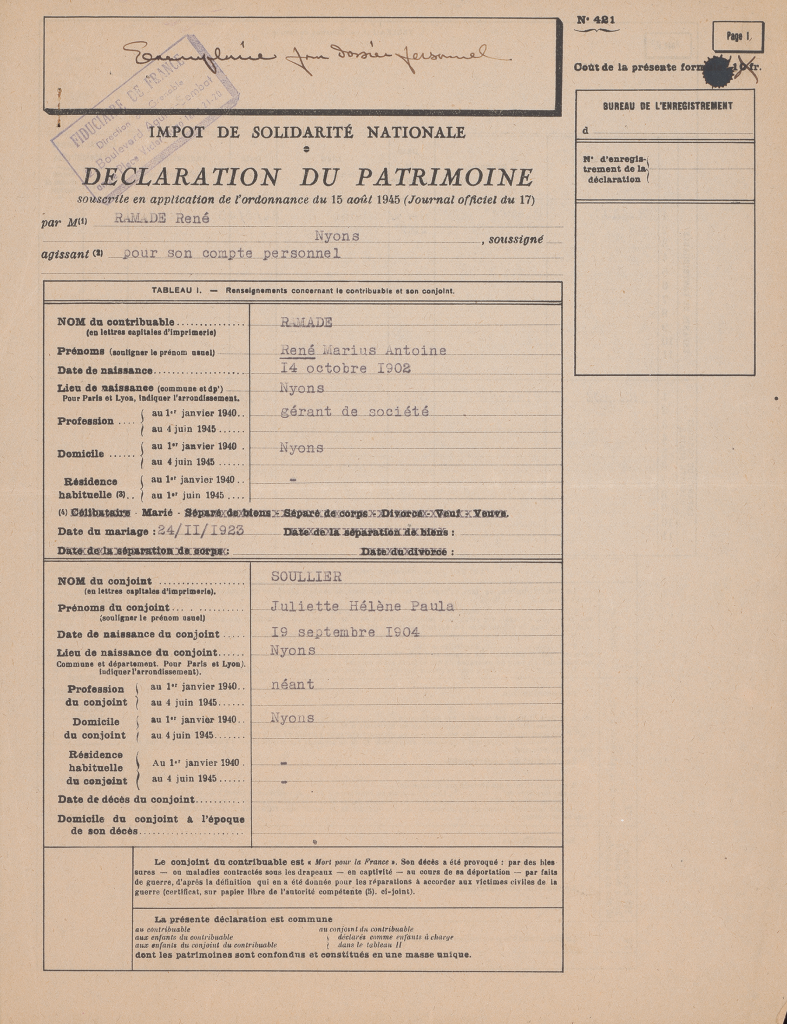 Exemplaire pour dossier personnel
N° 421
Page 1.
Coût de la présente
FIDUCIAIRE DE FRANCE
Direction
Boulevard
IMPOT DE SOLIDARITÉ NATIONALE
DECLARATION DU PATRIMOINE
souscrite en application de l'ordonnance du 15 août 1945 (Journal officiel du 17)
par M(1) RAMADE René
Nyons , soussigné
agissant (2) pour son compte personnel
BUREAU DE L'ENREGISTREMENT
d
N° d'enregis-
trement de la
déclaration
TABLEAU I. — Renseignements concernant le contribuable et son conjoint.
NOM du contribuable.............. RAMADE
(en lettres capitales d'imprimerie)
Prénoms (souligner le prénom usuel) René Marius Antoine
Date de naissance.................. I4 octobre I902
Lieu de naissance (commune et dpᵗ) Nyons
Pour Paris et Lyon, indiquer l'arrondissement.
Profession .... au 1er janvier 1940.. gérant de société
au 4 juin 1945......
Domicile ...... au 1er janvier 1940 . Nyons
au 4 juin 1945......
Résidence au 1er janvier 1940.. -
habituelle (3).. au 1er juin 1945....
(4) Célibataire - Marié - Séparé de biens - Séparé de corps - Divorcé - Veuf - Veuve.
Date du mariage : 24/II/I923 Date de la séparation de biens :
Date de la séparation de corps : Date du divorcé :
NOM du conjoint ................. SOULLIER
(en lettres capitales d'imprimerie).
Prénoms du conjoint... . .......... Juliette Hélène Paula
(souligner le prénom usuel)
Date de naissance du conjoint ..... I9 septembre I904
Lieu de naissance du conjoint...... Nyons
Commune et département. Pour Paris et Lyon).
indiquer l'arrondissement).
Profession au 1er janvier 1940.. néant
du conjoint au 4 juin 1945......
Domicile au 1er janvier 1940.. Nyons
du conjoint au 4 juin 1945......
Résidence
habituelle Au 1er janvier 1940 . -
du conjoint au 4 juin 1945...... -
Date de décès du conjoint..........
Domicile du conjoint à l'époque
de son décès.....................
Le conjoint du contribuable est « Mort pour la France ». Son décès a été provoqué : par des bles
sures — ou maladies contractés sous les drapeaux — en captivité — au cours de sa déportation — par faits
de guerre, d'après la définition qui en a été donnée pour les réparations à accorder aux victimes civiles de la
guerre (certificat, sur papier libre de l'autorité compétente (5). ci-joint).
La présente déclaration est commune
au contribuable au conjoint du contribuable
aux enfants du contribuable déclarés comme enfants à charge
aux enfants du conjoint du contribuable dans le tableau II
dont les patrimoines sont confondus et constitués en une masse unique.